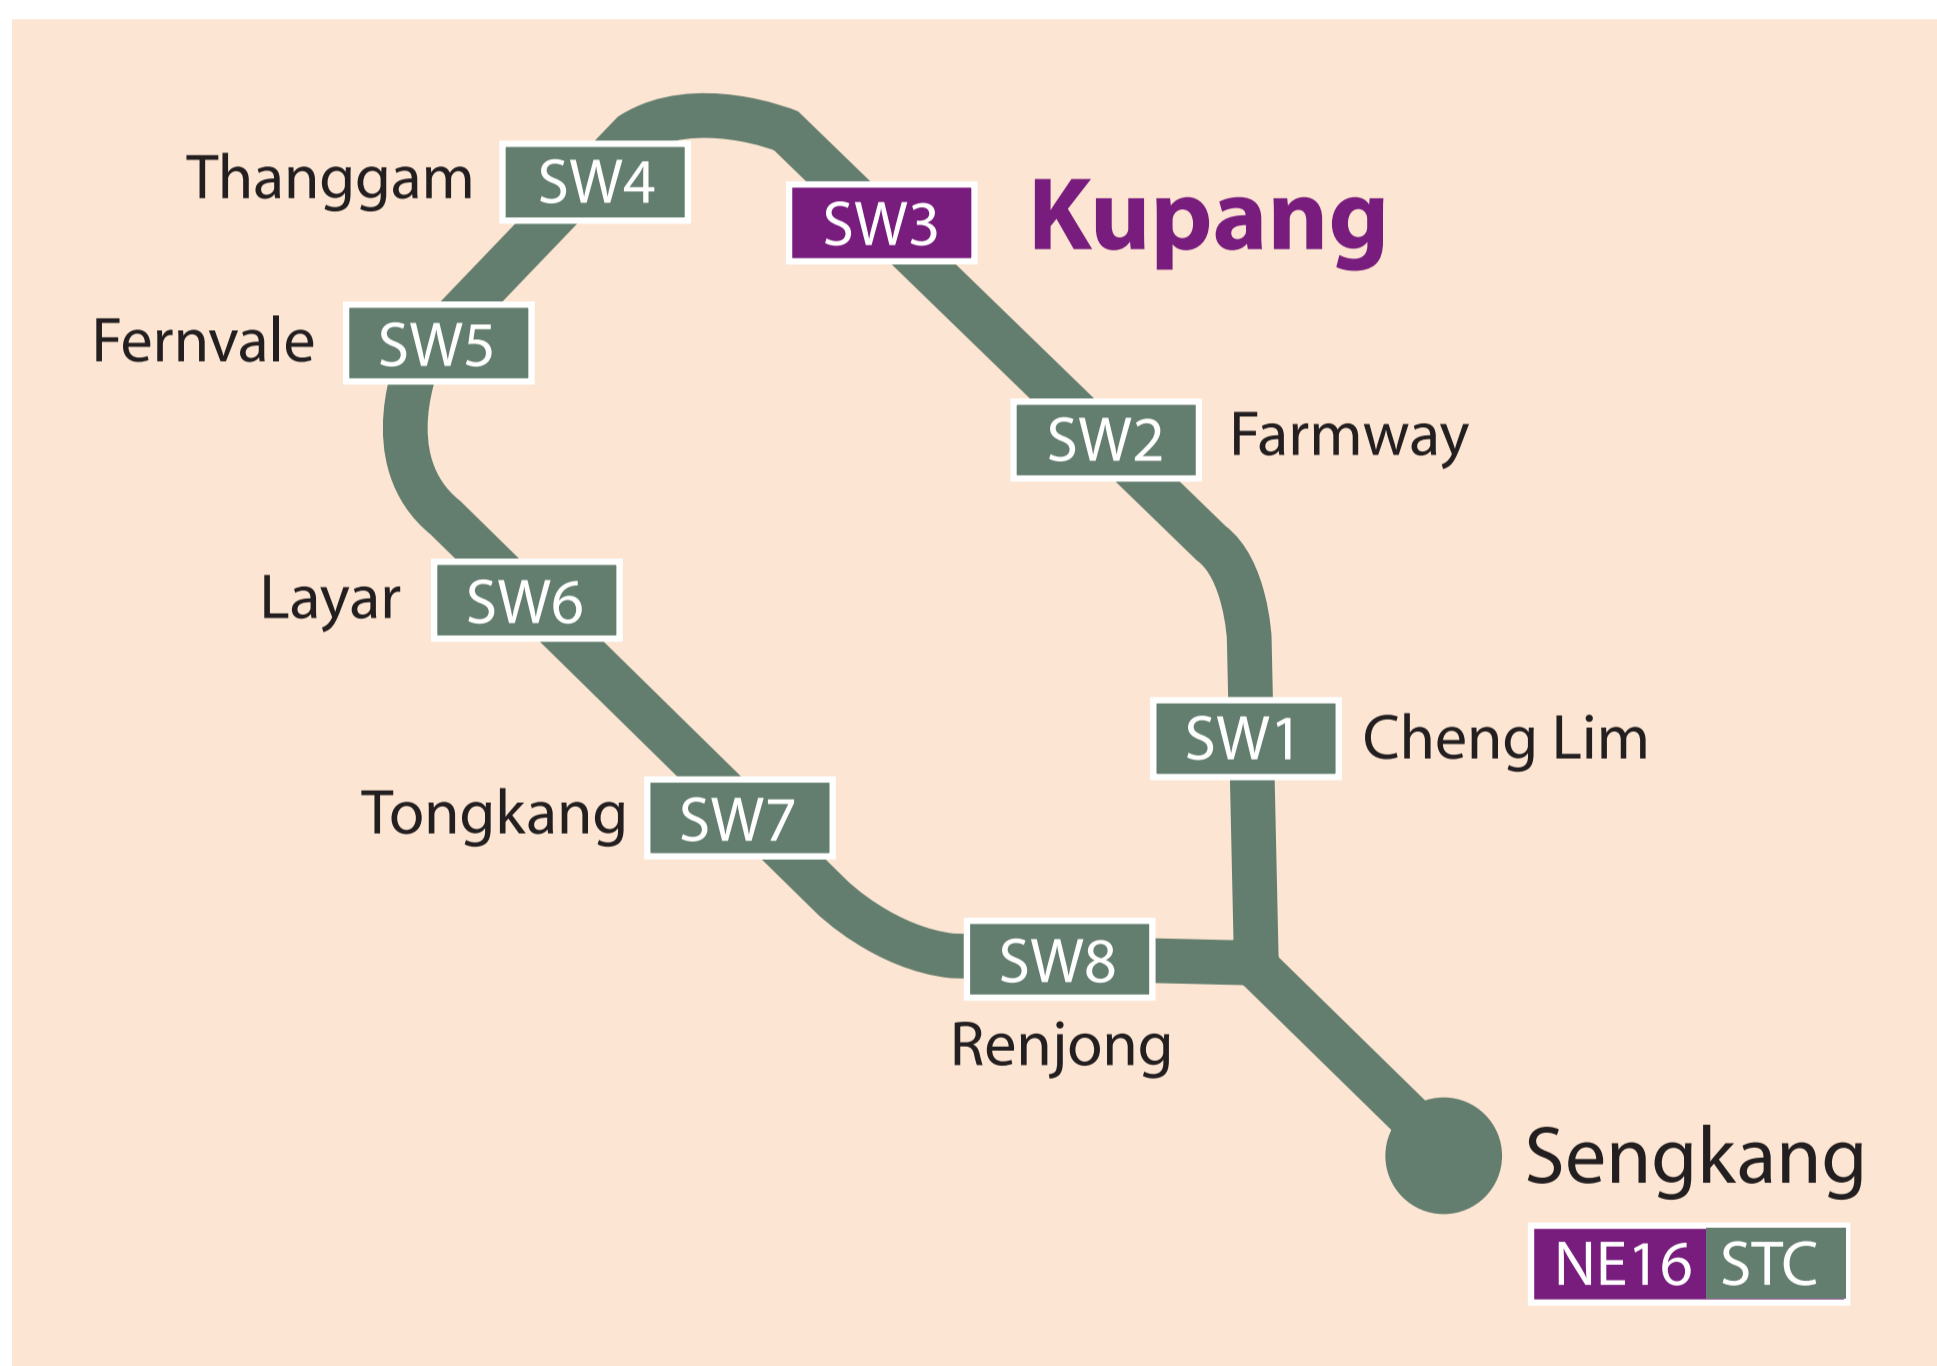 Thanggam SW4
SW3 Kupang
Fernvale SW5
SW2 Farmway
Layar SW6
SW1 Cheng Lim
Tongkang SW7
SW8
Renjong
Sengkang
NE16 STC